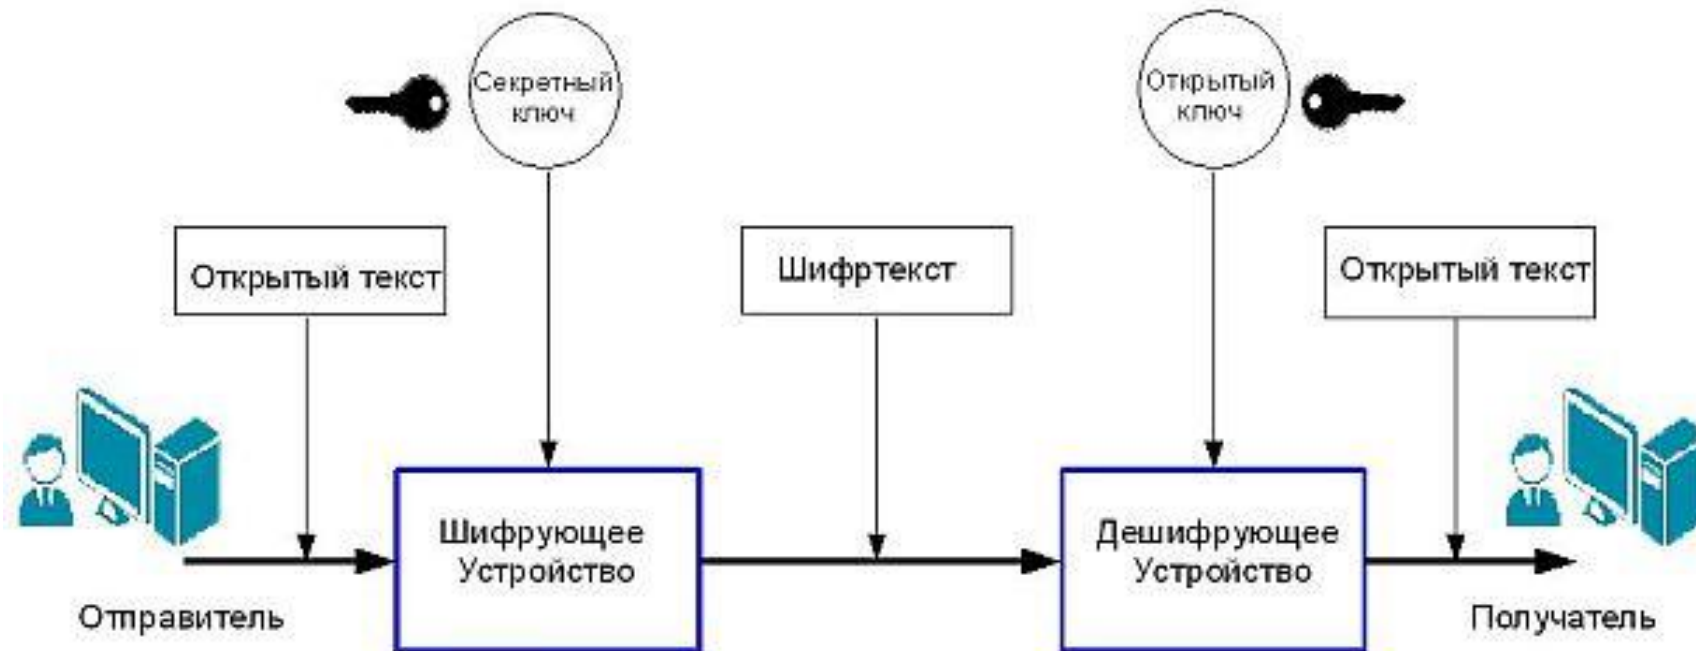 Секретный
ключ
Открытый
ключ
Открытый текст
Шифртекст
Открытый текст
Шифрующее
Устройство
Дешифрующее
Устройство
Отправитель
Получатель